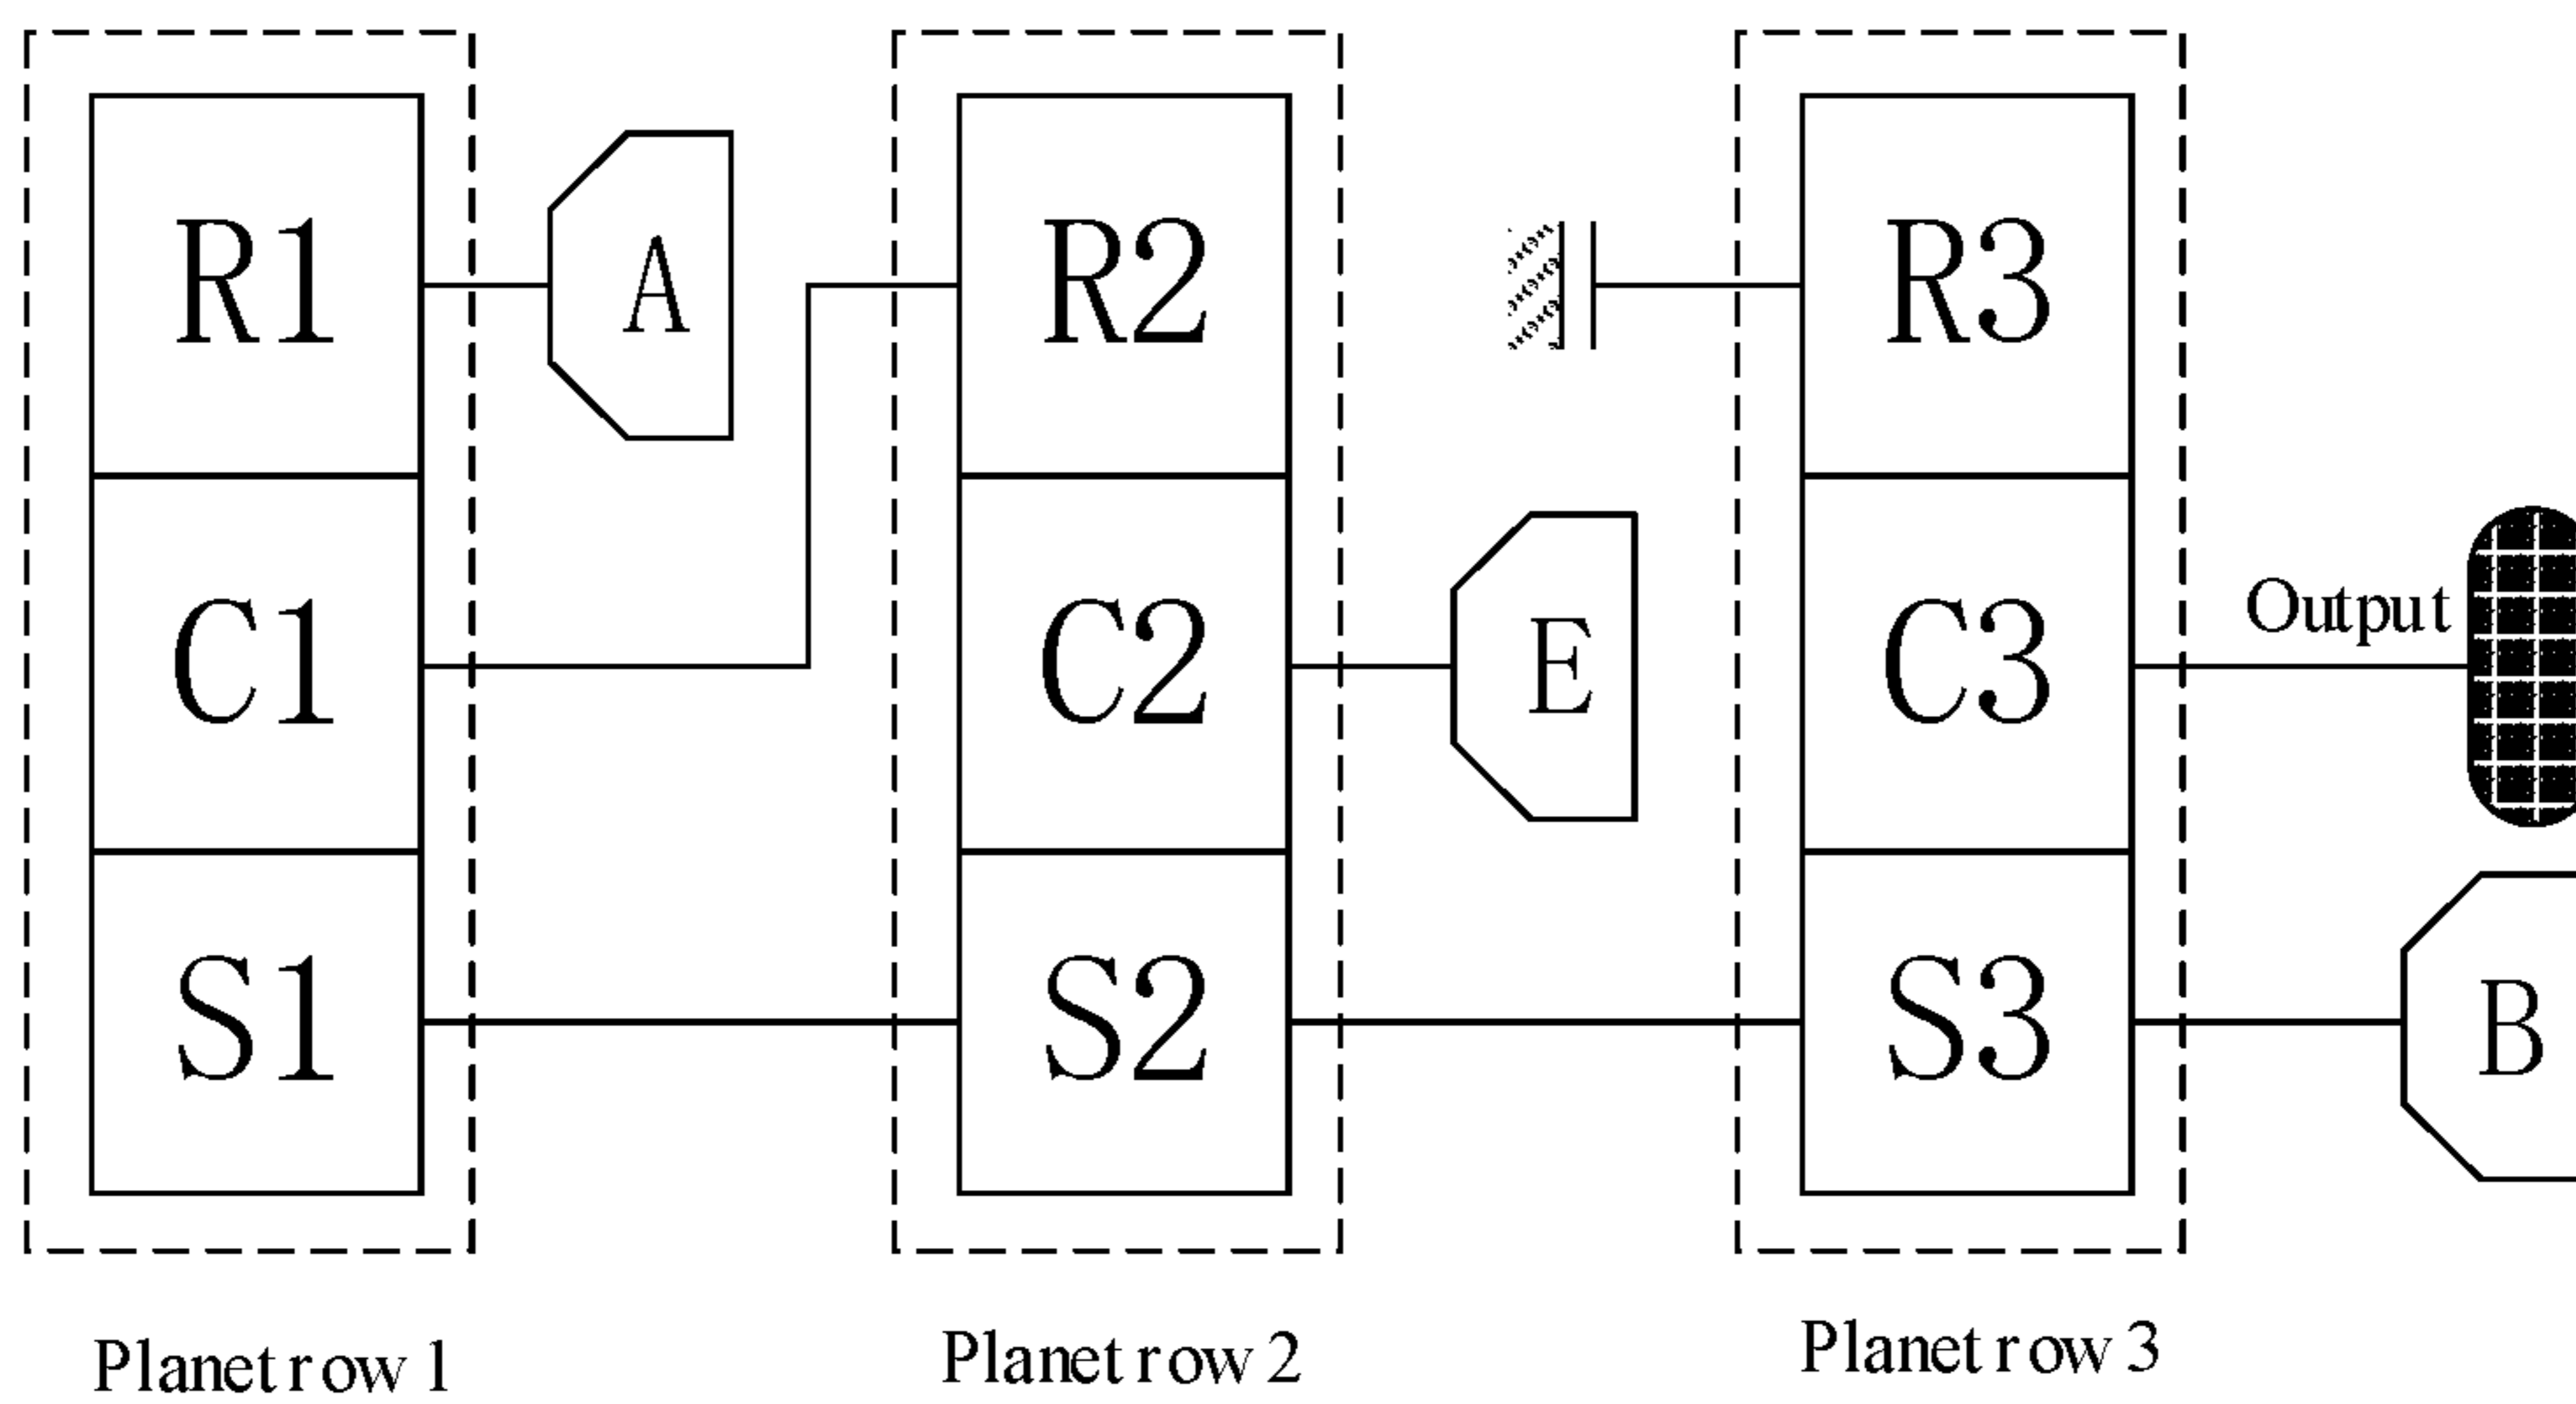 R1
A
C1
S1
R2
C2
E
S2
R3
C3
Output
S3
B
Planet row 1
Planet row 2
Planet row 3